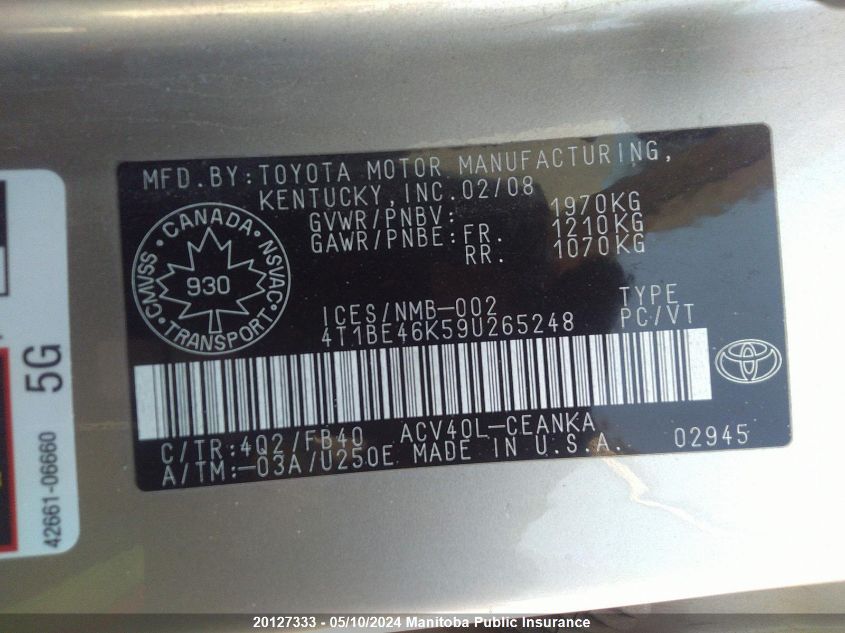 MFD.BY:TOYOTA MOTOR MANUFACTURING,
KENTUCKY,INC.02/08
GVWR/PNBV: 1970KG
GAWR/PNBE:FR. 1210KG
RR. 1070KG
CMVSS • CANADA • NSVAC • TRANSPORT •
930
ICES/NMB-002 TYPE
4T1BE46K59U265248 PC/VT
C/TR:4Q2/FB40 ACV40L-CEANKA
A/TM:-03A/U250E MADE IN U.S.A. 02945
5G
42661-06660
20127333 - 05/10/2024 Manitoba Public Insurance